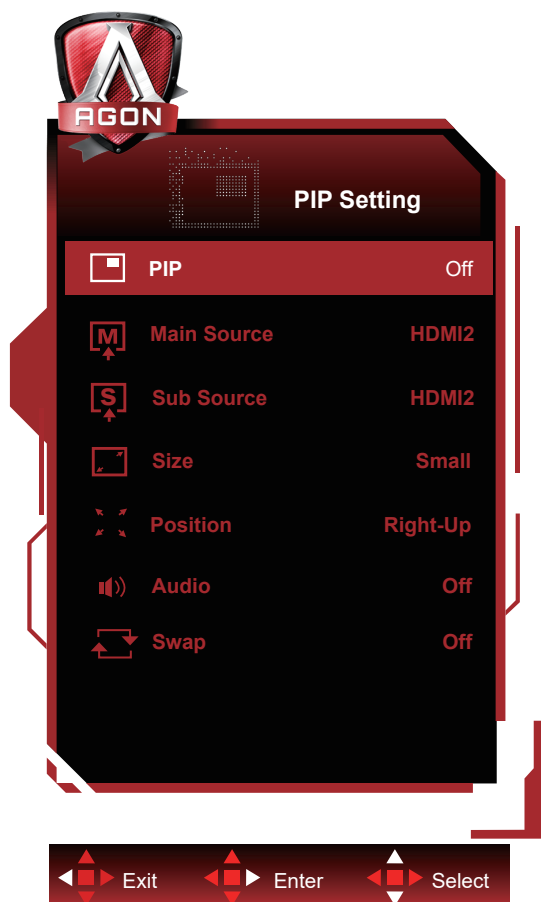 AGON
PIP Setting
PIP Off
Main Source HDMI2
Sub Source HDMI2
Size Small
Position Right-Up
Audio Off
Swap Off
Exit Enter Select